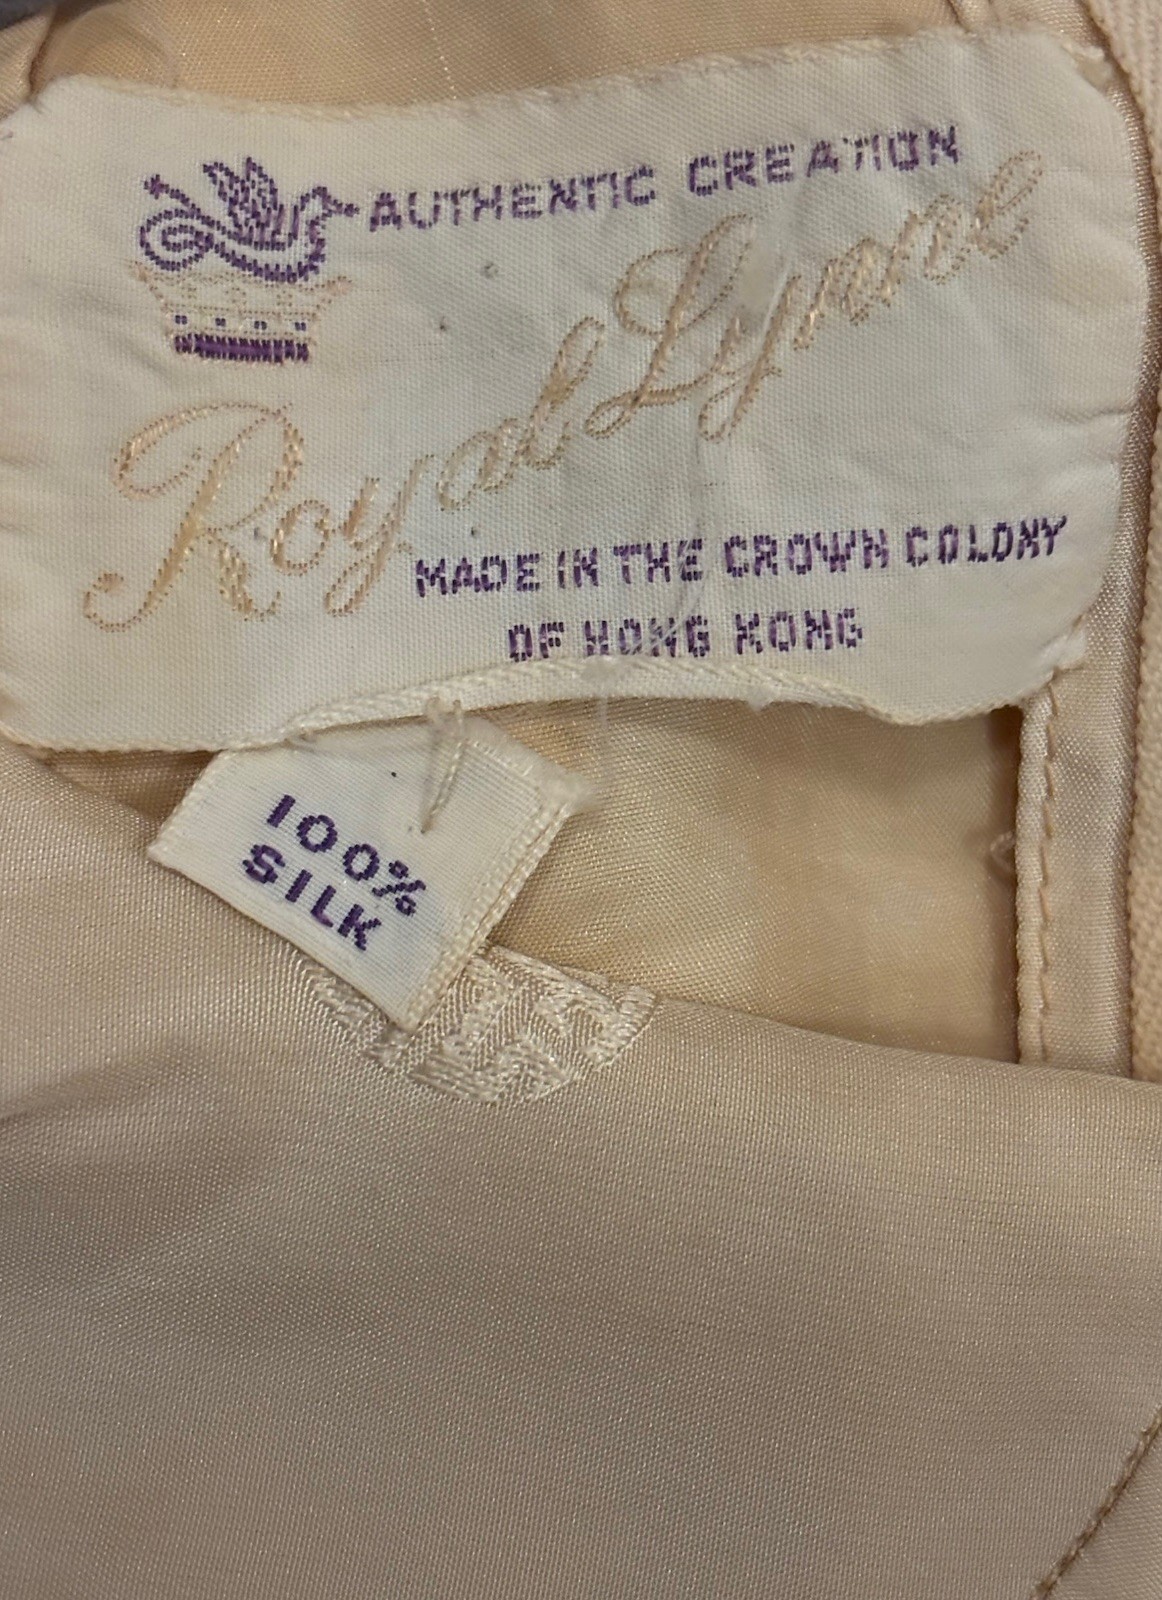 AUTHENTIC CREATION
Royal Lynne
MADE IN THE CROWN COLONY
OF HONG KONG
100%
SILK